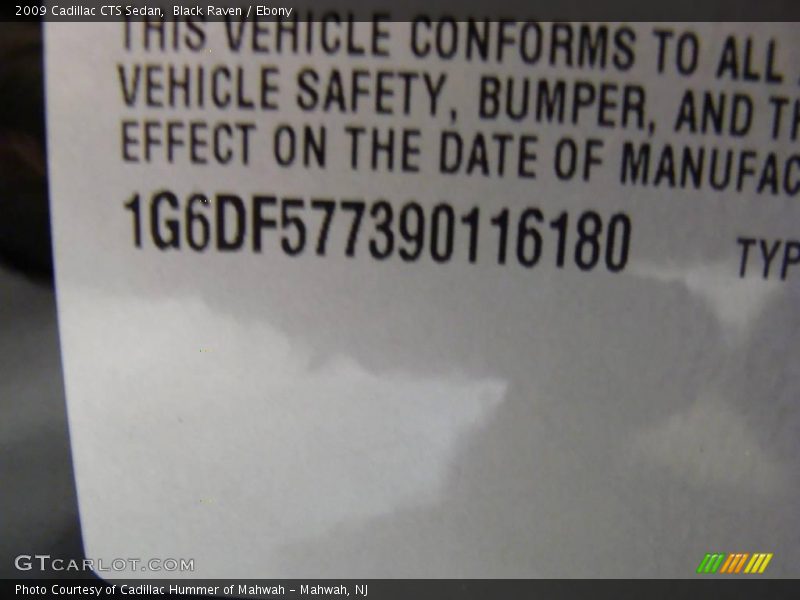 2009 Cadillac CTS Sedan, Black Raven / Ebony
THIS VEHICLE CONFORMS TO ALL
VEHICLE SAFETY, BUMPER, AND
EFFECT ON THE DATE OF MANUFAC
1G6DF577390116180 TYP
GTCARLOT.COM
Photo Courtesy of Cadillac Hummer of Mahwah - Mahwah, NJ